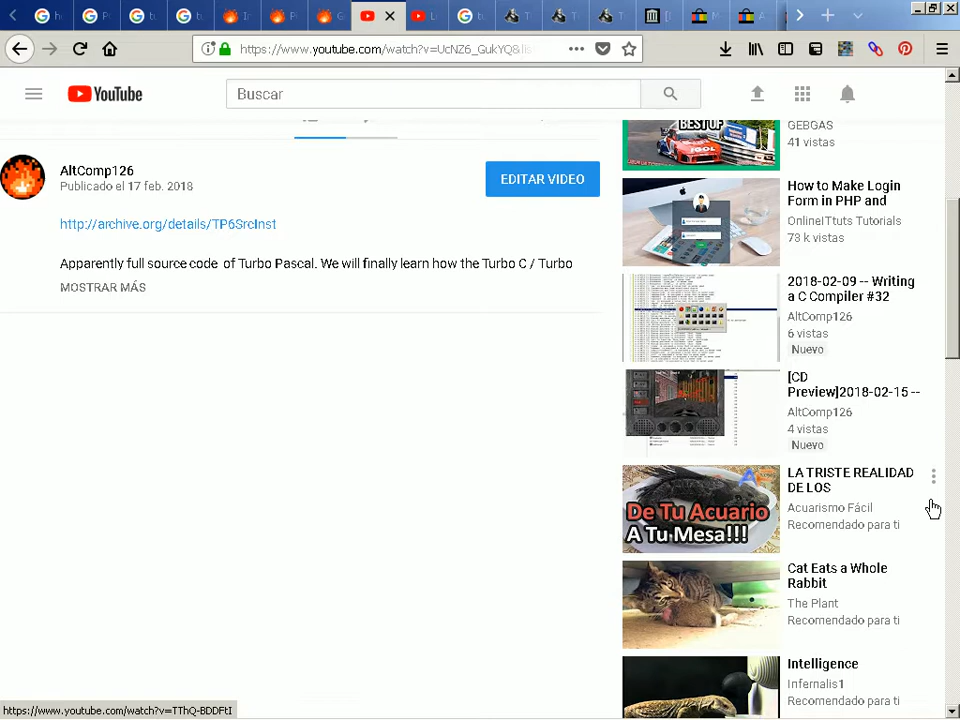 https://www.youtube.com/watch?v=UcNZ6_GukYQ&lis
YouTube
Buscar
AltComp126
Publicado el 17 feb. 2018
EDITAR VIDEO
http://archive.org/details/TP6SrcInst
Apparently full source code of Turbo Pascal. We will finally learn how the Turbo C / Turbo
MOSTRAR MÁS
BEST OF
IGOL
GEBGAS
41 vistas
How to Make Login
Form in PHP and
OnlineITtuts Tutorials
73 k vistas
2018-02-09 -- Writing
a C Compiler #32
AltComp126
6 vistas
Nuevo
[CD
Preview]2018-02-15 --
AltComp126
4 vistas
Nuevo
De Tu Acuario
A Tu Mesa!!!
LA TRISTE REALIDAD
DE LOS
Acuarismo Fácil
Recomendado para ti
Cat Eats a Whole
Rabbit
The Plant
Recomendado para ti
Intelligence
Infernalis1
Recomendado para ti
https://www.youtube.com/watch?v=TThQ-BDDFtI